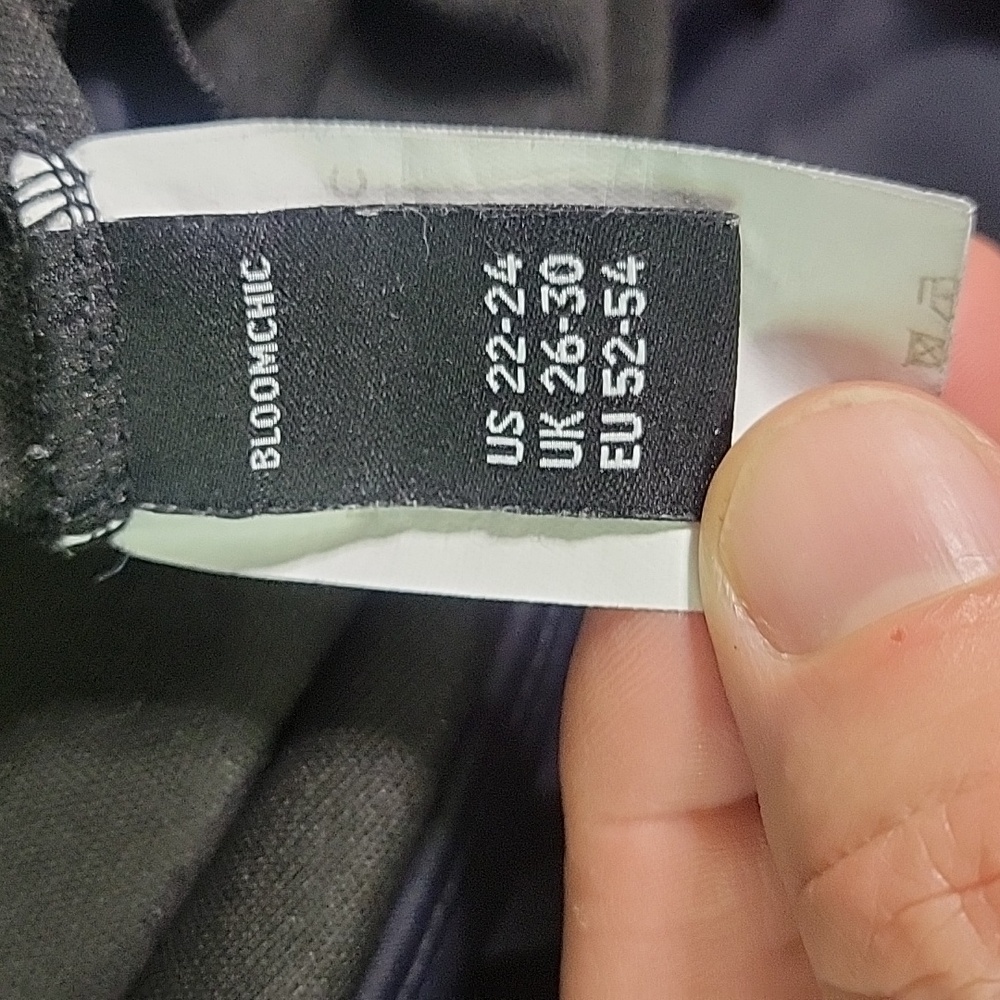 BLOOMCHIC
US 22-24
UK 26-30
EU 52-54